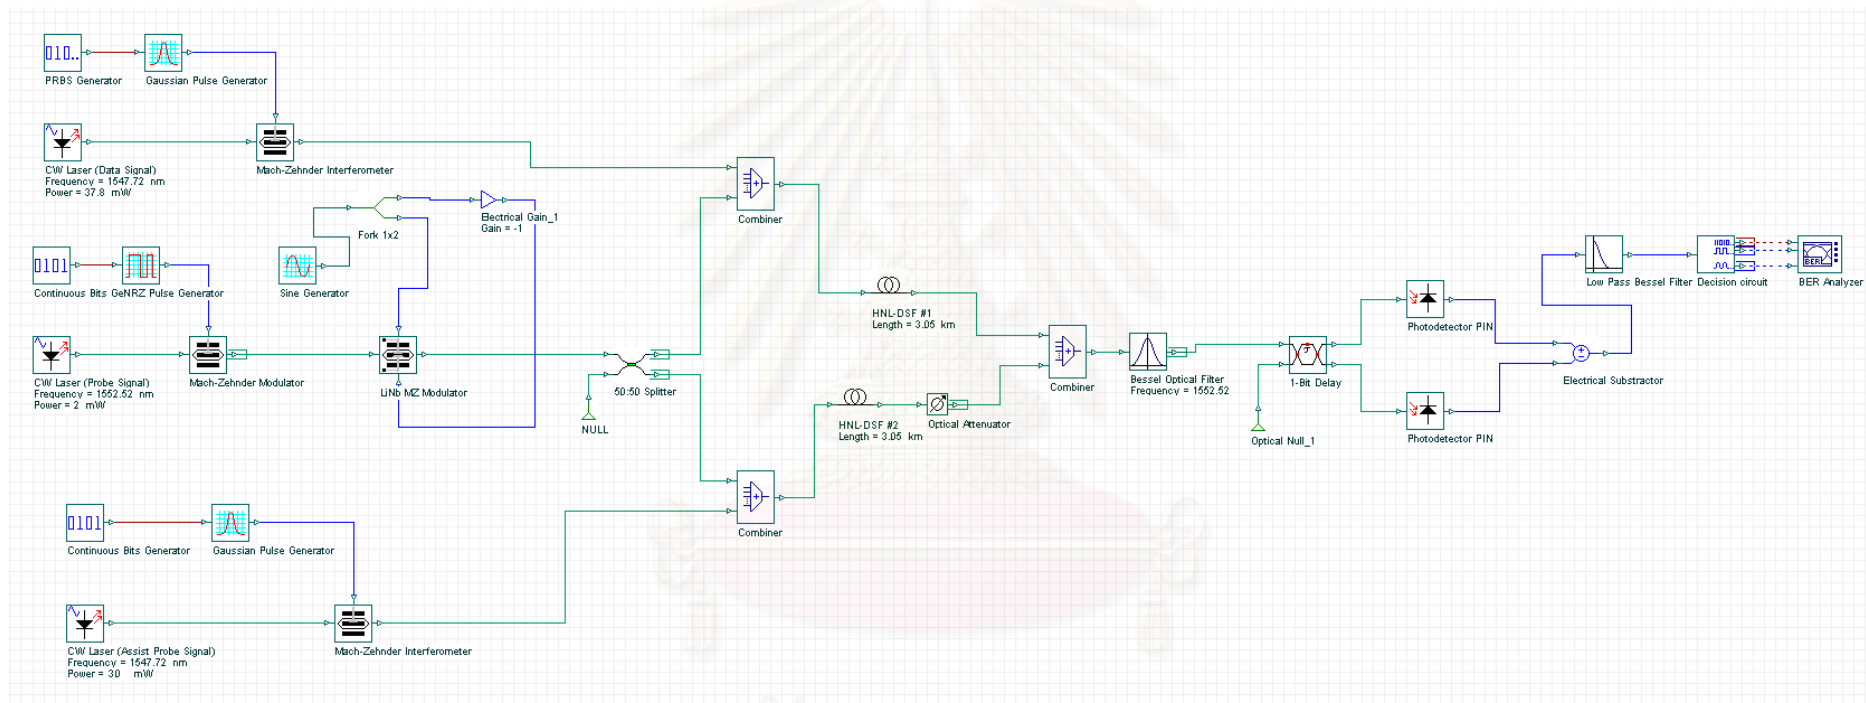 010..
PRBS Generator
Gaussian Pulse Generator
CW Laser (Data Signal)
Frequency = 1547.72 nm
Power = 37.8 mW
Mach-Zehnder Interferometer
Combiner
Electrical Gain_1
Gain = -1
Fork 1x2
0101
Continuous Bits GeNRZ Pulse Generator
Sine Generator
CW Laser (Probe Signal)
Frequency = 1552.52 nm
Power = 2 mW
Mach-Zehnder Modulator
LiNb MZ Modulator
50:50 Splitter
NULL
HNL-DSF #1
Length = 3.05 km
HNL-DSF #2
Length = 3.05 km
Optical Attenuator
Combiner
Bessel Optical Filter
Frequency = 1552.52
1-Bit Delay
Optical Null_1
Photodetector PIN
Photodetector PIN
Electrical Substractor
Low Pass Bessel Filter
Decision circuit
BER
BER Analyzer
Combiner
0101
Continuous Bits Generator
Gaussian Pulse Generator
CW Laser (Assist Probe Signal)
Frequency = 1547.72 nm
Power = 30 mW
Mach-Zehnder Interferometer